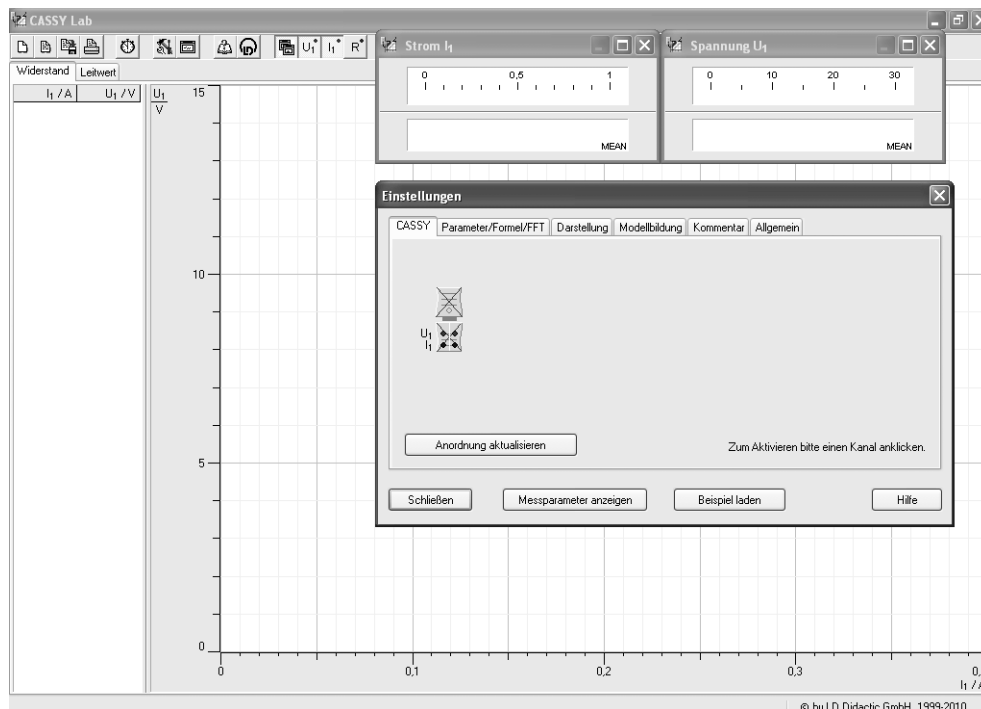 CASSY Lab
U₁ I₁ R
Widerstand Leitwert
I₁ / A U₁ / V
U₁
V
15
10
5
0
0 0,1 0,2 0,3 0,
I₁ / A
Strom I₁
0 0,5 1
MEAN
Spannung U₁
0 10 20 30
MEAN
Einstellungen
CASSY Parameter/Formel/FFT Darstellung Modellbildung Kommentar Allgemein
U₁
I₁
Anordnung aktualisieren Zum Aktivieren bitte einen Kanal anklicken.
Schließen Messparameter anzeigen Beispiel laden Hilfe
© by LD Didactic GmbH, 1999-2010